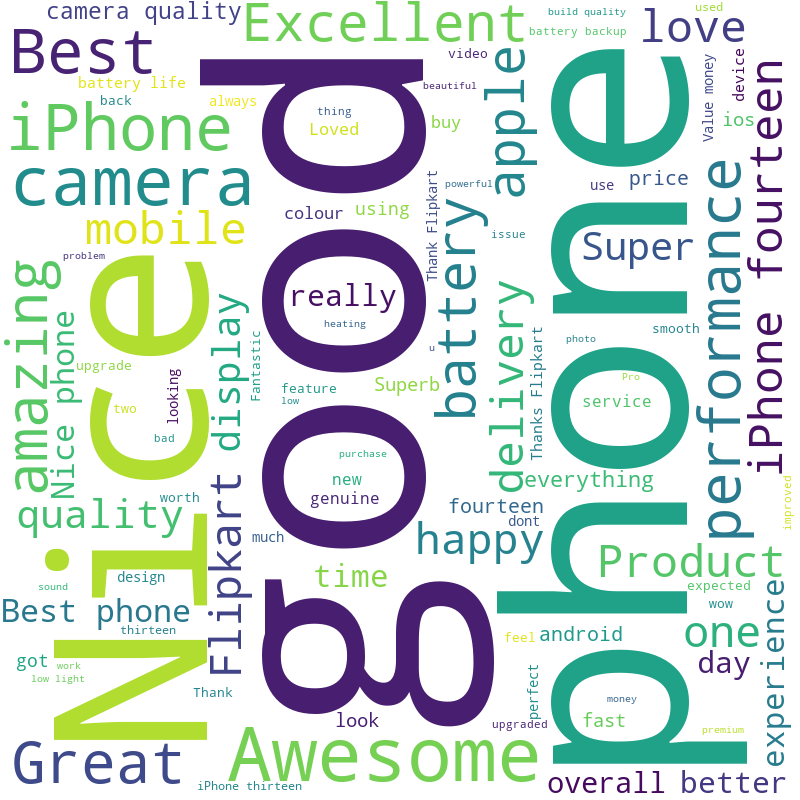 camera quality
Excellent
build quality
used
battery backup
love
Best
video
battery life
back
always
beautiful
iPhone
thing
Loved
buy
apple
Value money
device
ios
fourteen
camera
good
phone
powerful
use
price
colour
using
Thank Flipkart
mobile
issue
Super
problem
Nice
really
battery
performance
iPhone
amazing
Nice phone
display
heating
delivery
smooth
upgrade
Fantastic
u
photo
looking
feature
low
Superb
Thanks Flipkart
Pro
two
service
bad
purchase
new
genuine
everything
worth
quality
Flipkart
much
fourteen
dont
happy
improved
Product
sound
design
time
expected
Best phone
wow
experience
thirteen
feel
android
one
got
work
low light
day
Thank
perfect
money
look
upgraded
fast
premium
Great
Awesome
iPhone thirteen
overall
better